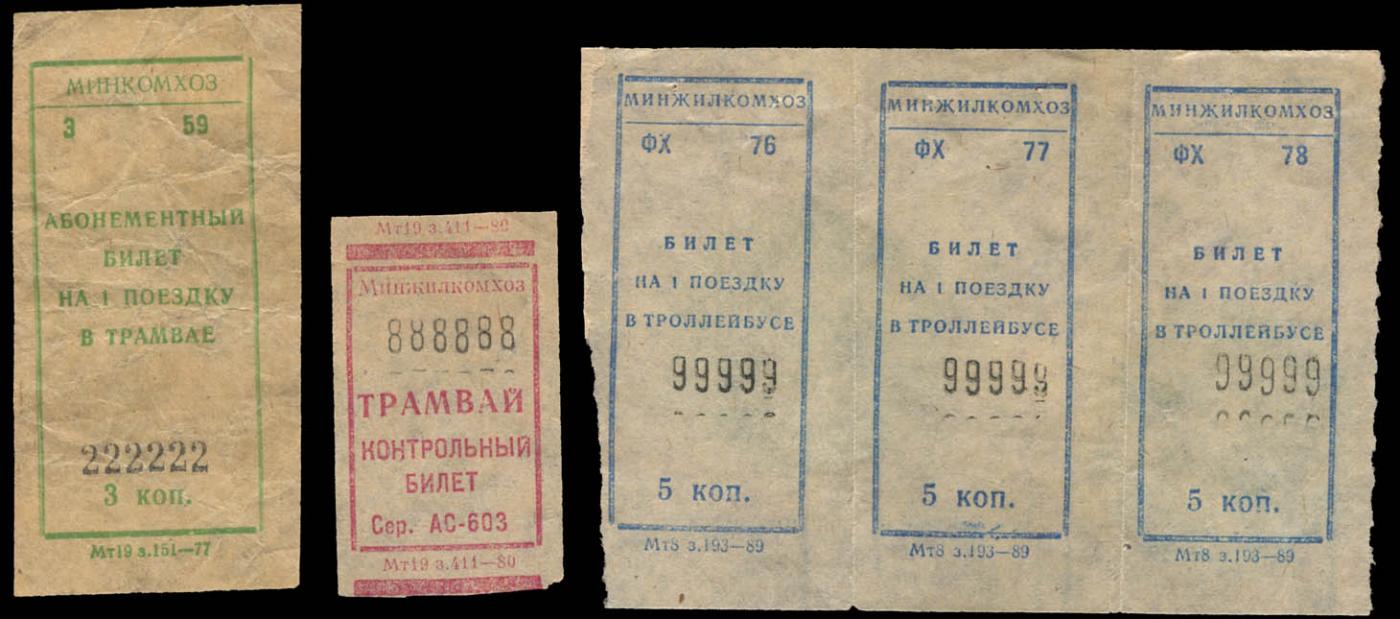 МИНКОМХОЗ
З 59
АБОНЕМЕНТНЫЙ
БИЛЕТ
НА 1 ПОЕЗДКУ
В ТРАМВАЕ
222222
3 КОП.
Мт19 з.151—77
Мт19 з.411—80
МИНЖИЛКОМХОЗ
888888
ТРАМВАЙ
КОНТРОЛЬНЫЙ
БИЛЕТ
Сер. АС-603
Мт19 з.411—80
МИНЖИЛКОМХОЗ
ФХ 76
БИЛЕТ
НА 1 ПОЕЗДКУ
В ТРОЛЛЕЙБУСЕ
99999
5 КОП.
Мт8 з.193—89
МИНЖИЛКОМХОЗ
ФХ 77
БИЛЕТ
НА 1 ПОЕЗДКУ
В ТРОЛЛЕЙБУСЕ
99999
5 КОП.
Мт8 з.193—89
МИНЖИЛКОМХОЗ
ФХ 78
БИЛЕТ
НА 1 ПОЕЗДКУ
В ТРОЛЛЕЙБУСЕ
99999
5 КОП.
Мт8 з.193—89